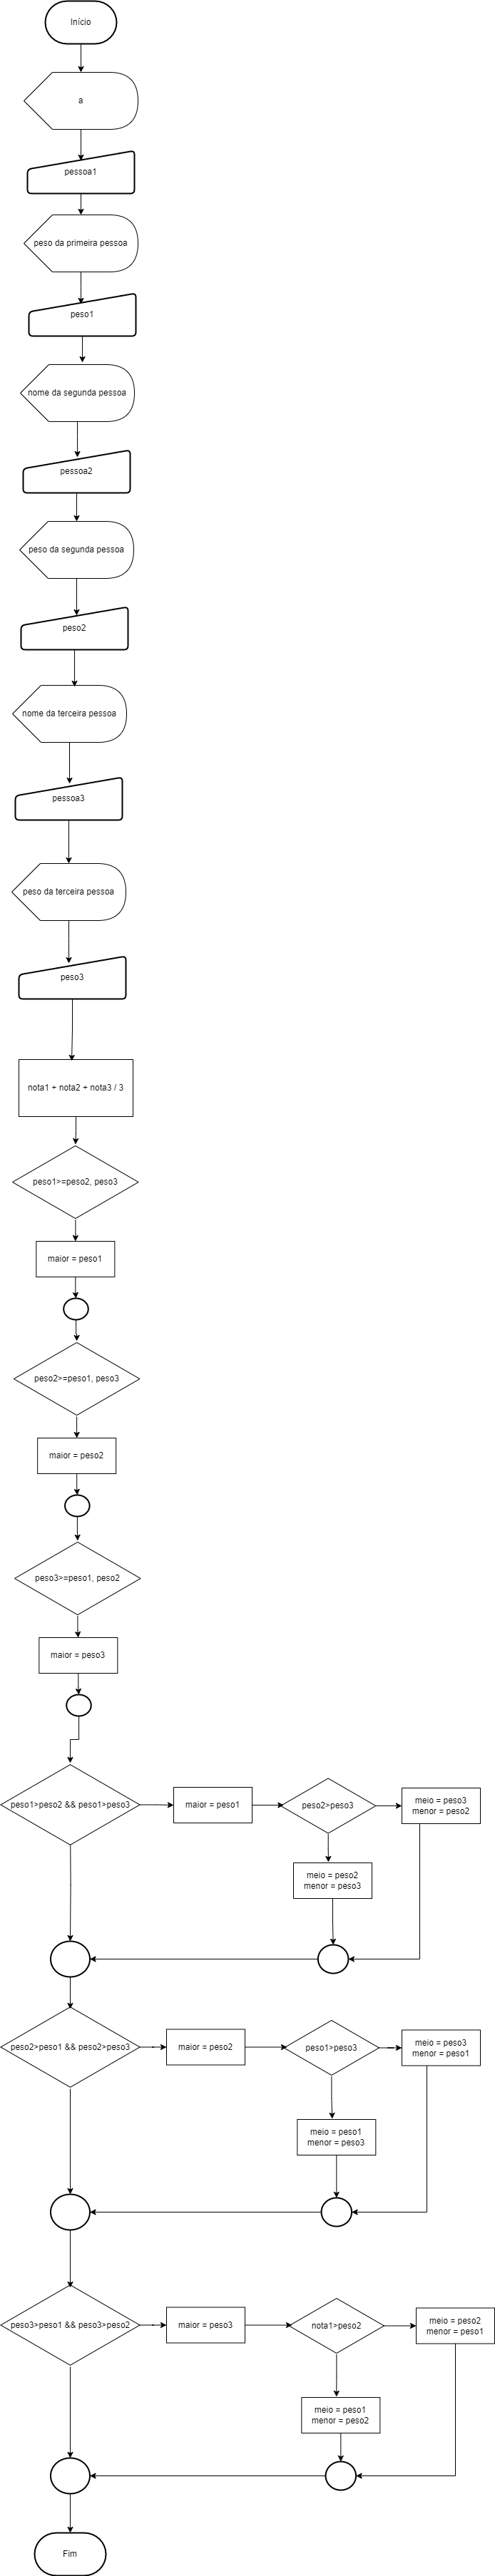 Início
a
pessoa1
peso da primeira pessoa
peso1
nome da segunda pessoa
pessoa2
peso da segunda pessoa
peso2
nome da terceira pessoa
pessoa3
peso da terceira pessoa
peso3
nota1 + nota2 + nota3 / 3
peso1>=peso2, peso3
maior = peso1
peso2>=peso1, peso3
maior = peso2
peso3>=peso1, peso2
maior = peso3
peso1>peso2 && peso1>peso3
maior = peso1
peso2>peso3
meio = peso3
menor = peso2
meio = peso2
menor = peso3
peso2>peso1 && peso2>peso3
maior = peso2
peso1>peso3
meio = peso3
menor = peso1
meio = peso1
menor = peso3
peso3>peso1 && peso3>peso2
maior = peso3
nota1>peso2
meio = peso2
menor = peso1
meio = peso1
menor = peso2
Fim